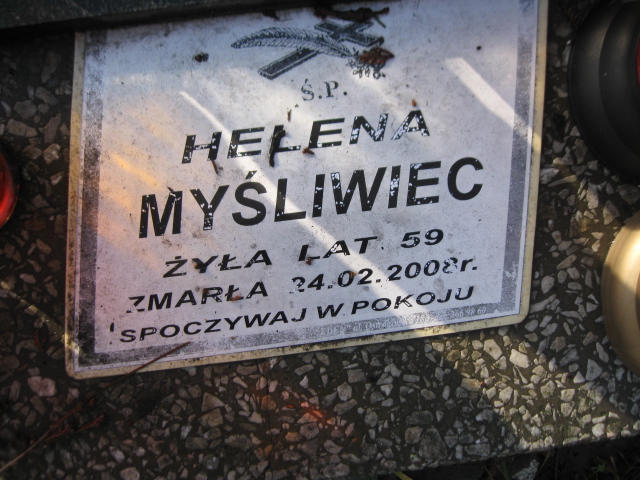 Ś.P.
HELENA
MYŚLIWIEC
ŻYŁA LAT 59
ZMARŁA 24.02.2008r.
SPOCZYWAJ W POKOJU